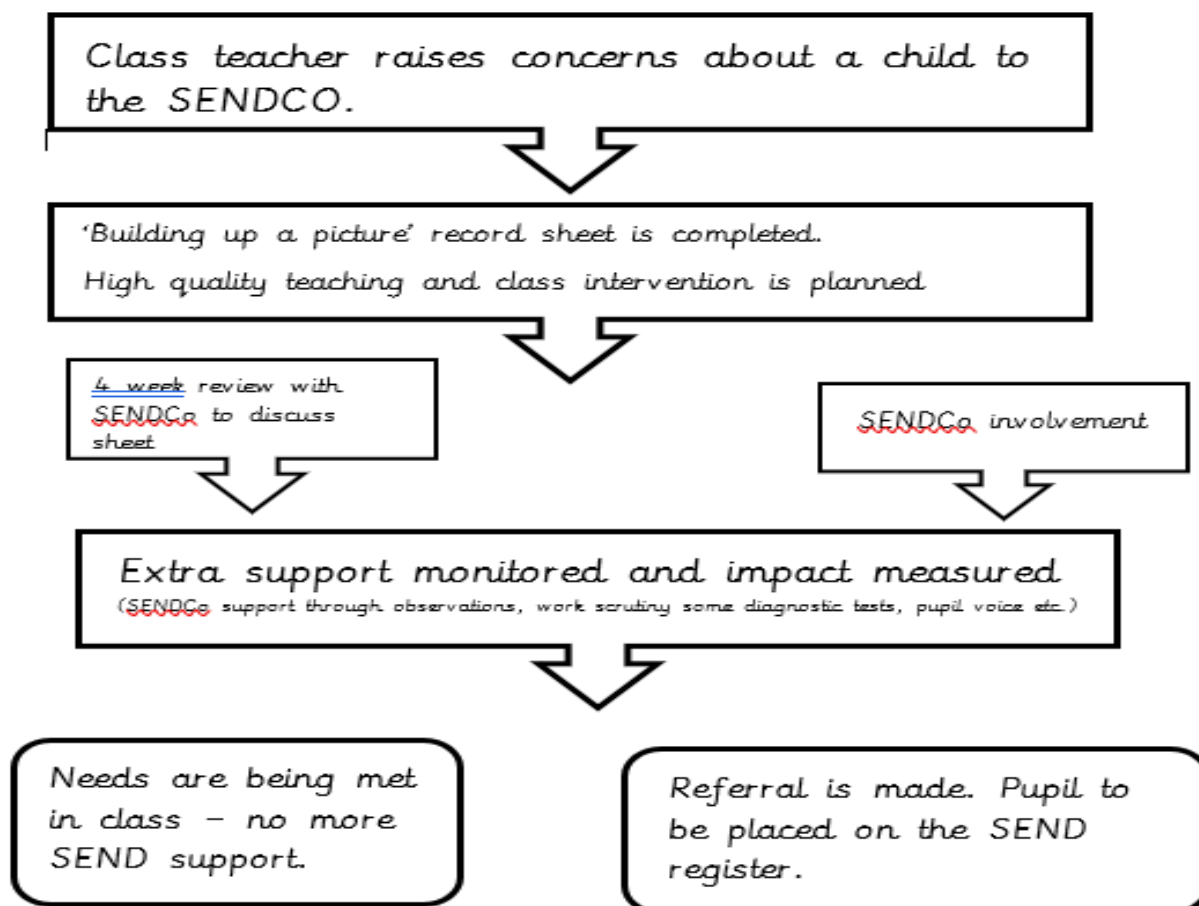 Class teacher raises concerns about a child to
the SENDCO.
‘Building up a picture’ record sheet is completed.
High quality teaching and class intervention is planned
4 week review with
SENDCo to discuss
sheet
SENDCo involvement
Extra support monitored and impact measured
(SENDCo support through observations, work scrutiny some diagnostic tests, pupil voice etc.)
Needs are being met
in class – no more
SEND support.
Referral is made. Pupil to
be placed on the SEND
register.